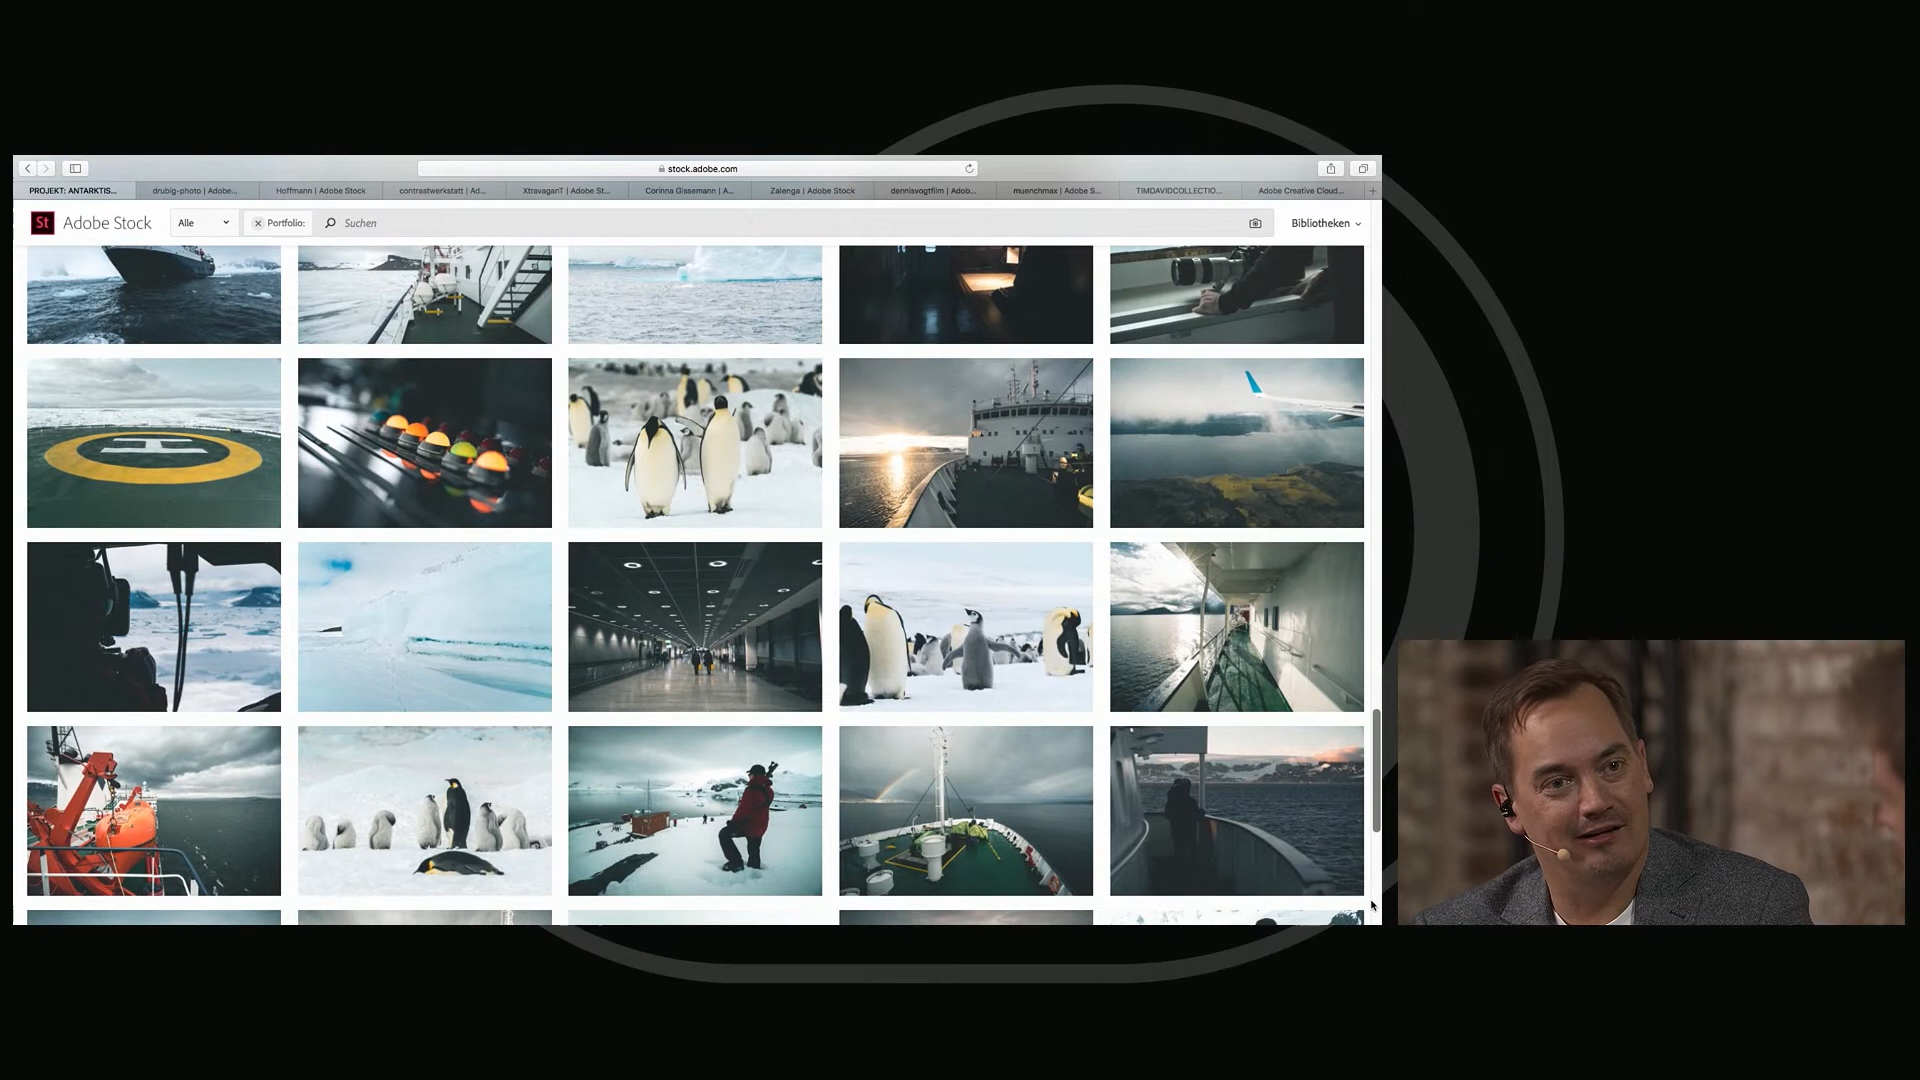 stock.adobe.com
PROJEKT: ANTARKTIS... drubig-photo | Adobe... Hoffmann | Adobe Stock contrastwerkstatt | Ad... XtravaganT | Adobe St... Corinna Gissemann | A... Zalenga | Adobe Stock dennisvogtfilm | Adob... muenchmax | Adobe S... TIMDAVIDCOLLECTIO... Adobe Creative Cloud...
St Adobe Stock Alle Portfolio: Suchen Bibliotheken
H